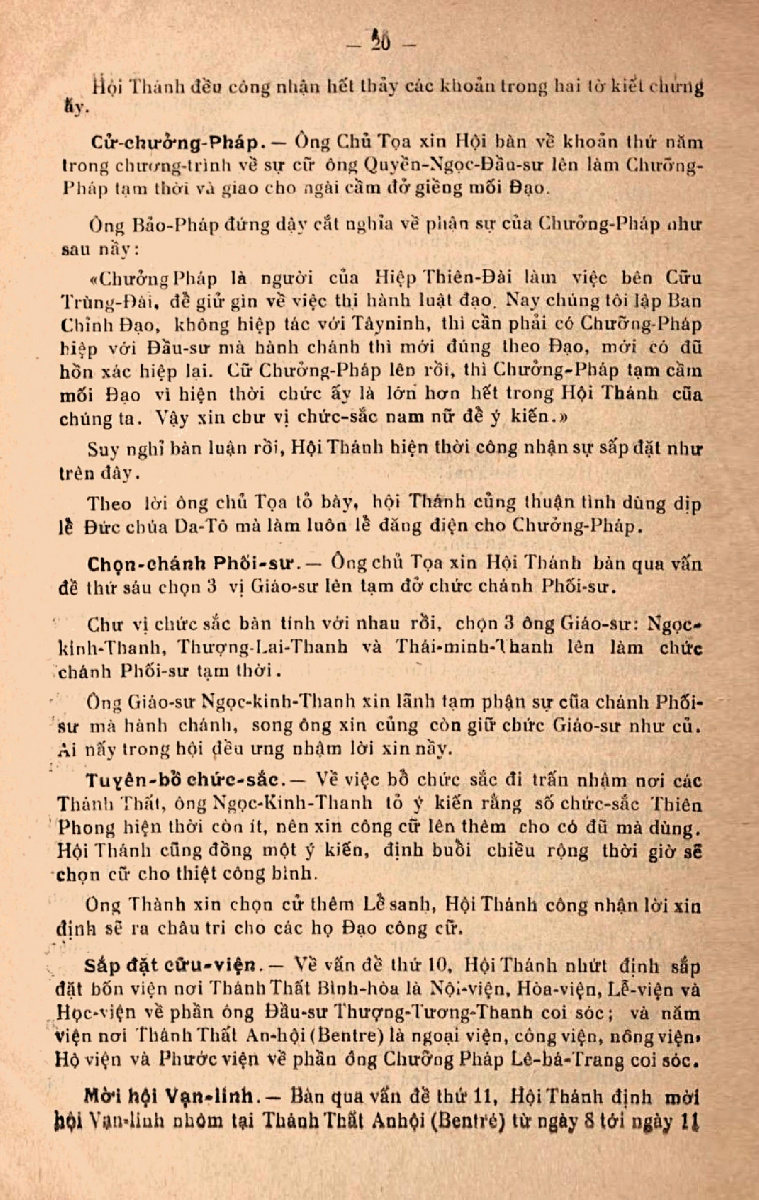 — 20 —
Hội Thánh đều công nhận hết thảy các khoản trong hai tờ kiết chứng
ấy.
Cử-chưởng-Pháp. — Ông Chủ Tọa xin Hội bàn về khoản thứ năm
trong chương-trình về sự cữ ông Quyền-Ngọc-Đầu-sư lên làm Chưởng-
Pháp tạm thời và giao cho ngài cầm đở giềng mối Đạo.
Ông Bảo-Pháp đứng dậy cắt nghĩa về phận sự của Chưởng-Pháp như
sau nầy :
«Chưởng Pháp là người của Hiệp Thiên-Đài làm việc bên Cữu
Trùng-Đài, để giử gìn về việc thi hành luật đạo. Nay chúng tôi lập Ban
Chỉnh Đạo, không hiệp tác với Tâyninh, thì cần phải có Chưỡng-Pháp
hiệp với Đầu-sư mà hành chánh thì mới đúng theo Đạo, mới có đũ
hồn xác hiệp lại. Cữ Chưởng-Pháp lên rồi, thì Chưởng-Pháp tạm cầm
mối Đạo vì hiện thời chức ấy là lớn hơn hết trong Hội Thánh cũa
chúng ta. Vậy xin chư vị chức-sắc nam nữ để ý kiến.»
Suy nghỉ bàn luận rồi, Hội Thánh hiện thời công nhận sự sấp đặt như
trên đây.
Theo lời ông chủ Tọa tỏ bày, hội Thánh củng thuận tình dùng dịp
lễ Đức chúa Da-Tô mà làm luôn lể đăng điện cho Chưởng-Pháp.
Chọn-chánh Phối-sư. — Ông chủ Tọa xin Hội Thánh bàn qua vấn
đề thứ sáu chọn 3 vị Giáo-sư lên tạm đở chức chánh Phối-sư.
Chư vị chức sắc bàn tính với nhau rồi, chọn 3 ông Giáo-sư: Ngọc-
kinh-Thanh, Thượng-Lai-Thanh và Thái-minh-Thanh lên làm chức
chánh Phối-sư tạm thời.
Ông Giáo-sư Ngọc-kinh-Thanh xin lãnh tạm phận sự cũa chánh Phối-
sư mà hành chánh, song ông xin củng còn giữ chức Giáo-sư như củ.
Ai nấy trong hội đều ưng nhậm lời xin nầy.
Tuyên-bổ chức-sắc. — Về việc bổ chức sắc đi trấn nhậm nơi các
Thánh Thất, ông Ngọc-Kinh-Thanh tỏ ý kiến rằng số chức-sắc Thiên
Phong hiện thời còn ít, nên xin công cữ lên thêm cho có đũ mà dùng.
Hội Thánh cũng đồng một ý kiến, định buổi chiều rộng thời giờ sẽ
chọn cữ cho thiệt công bình.
Ông Thành xin chọn cử thêm Lể sanh, Hội Thánh công nhận lời xin
định sẽ ra châu tri cho các họ Đạo công cữ.
Sắp đặt cữu-viện. — Về vấn đề thứ 10, Hội Thánh nhứt định sấp
đặt bốn viện nơi Thánh Thất Bình-hòa là Nội-viện, Hòa-viện, Lễ-viện và
Học-viện về phần ông Đầu-sư Thượng-Tương-Thanh coi sóc; và năm
viện nơi Thánh Thất An-hội (Bentre) là ngoại viện, công viện, nông viện,
Hộ viện và Phước viện về phần ông Chưỡng Pháp Lê-bá-Trang coi sóc.
Mời hội Vạn-linh. — Bàn qua vấn đề thứ 11, Hội Thánh định mời
hội Vạn-linh nhóm tại Thánh Thất Anhội (Bentré) từ ngày 8 tới ngày 11